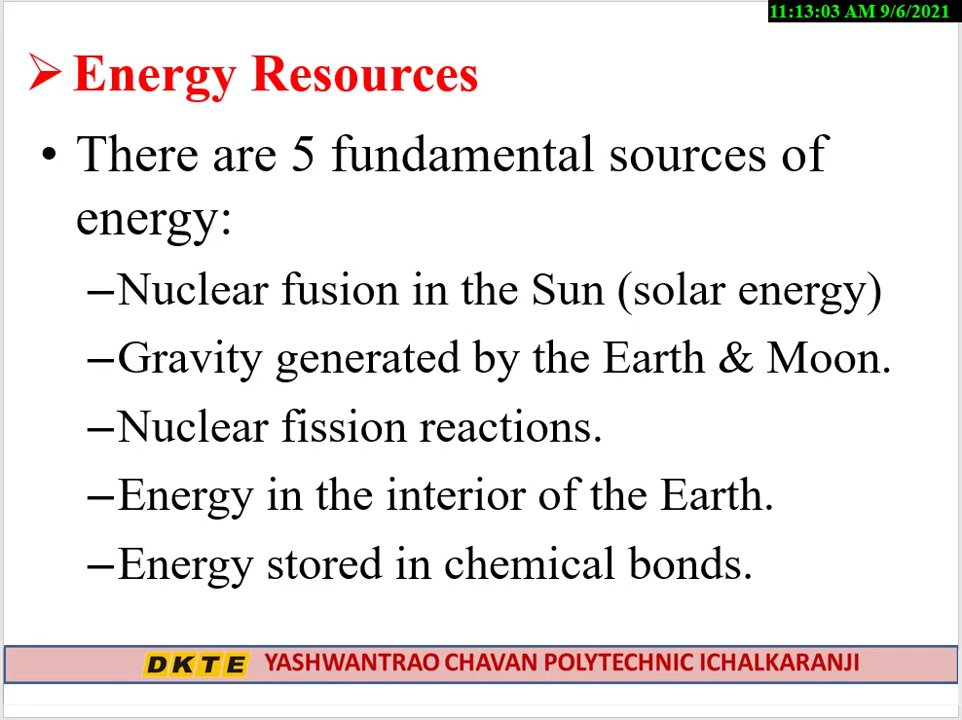 11:13:03 AM 9/6/2021
➢ Energy Resources
• There are 5 fundamental sources of
energy:
–Nuclear fusion in the Sun (solar energy)
–Gravity generated by the Earth & Moon.
–Nuclear fission reactions.
–Energy in the interior of the Earth.
–Energy stored in chemical bonds.
DKTE YASHWANTRAO CHAVAN POLYTECHNIC ICHALKARANJI